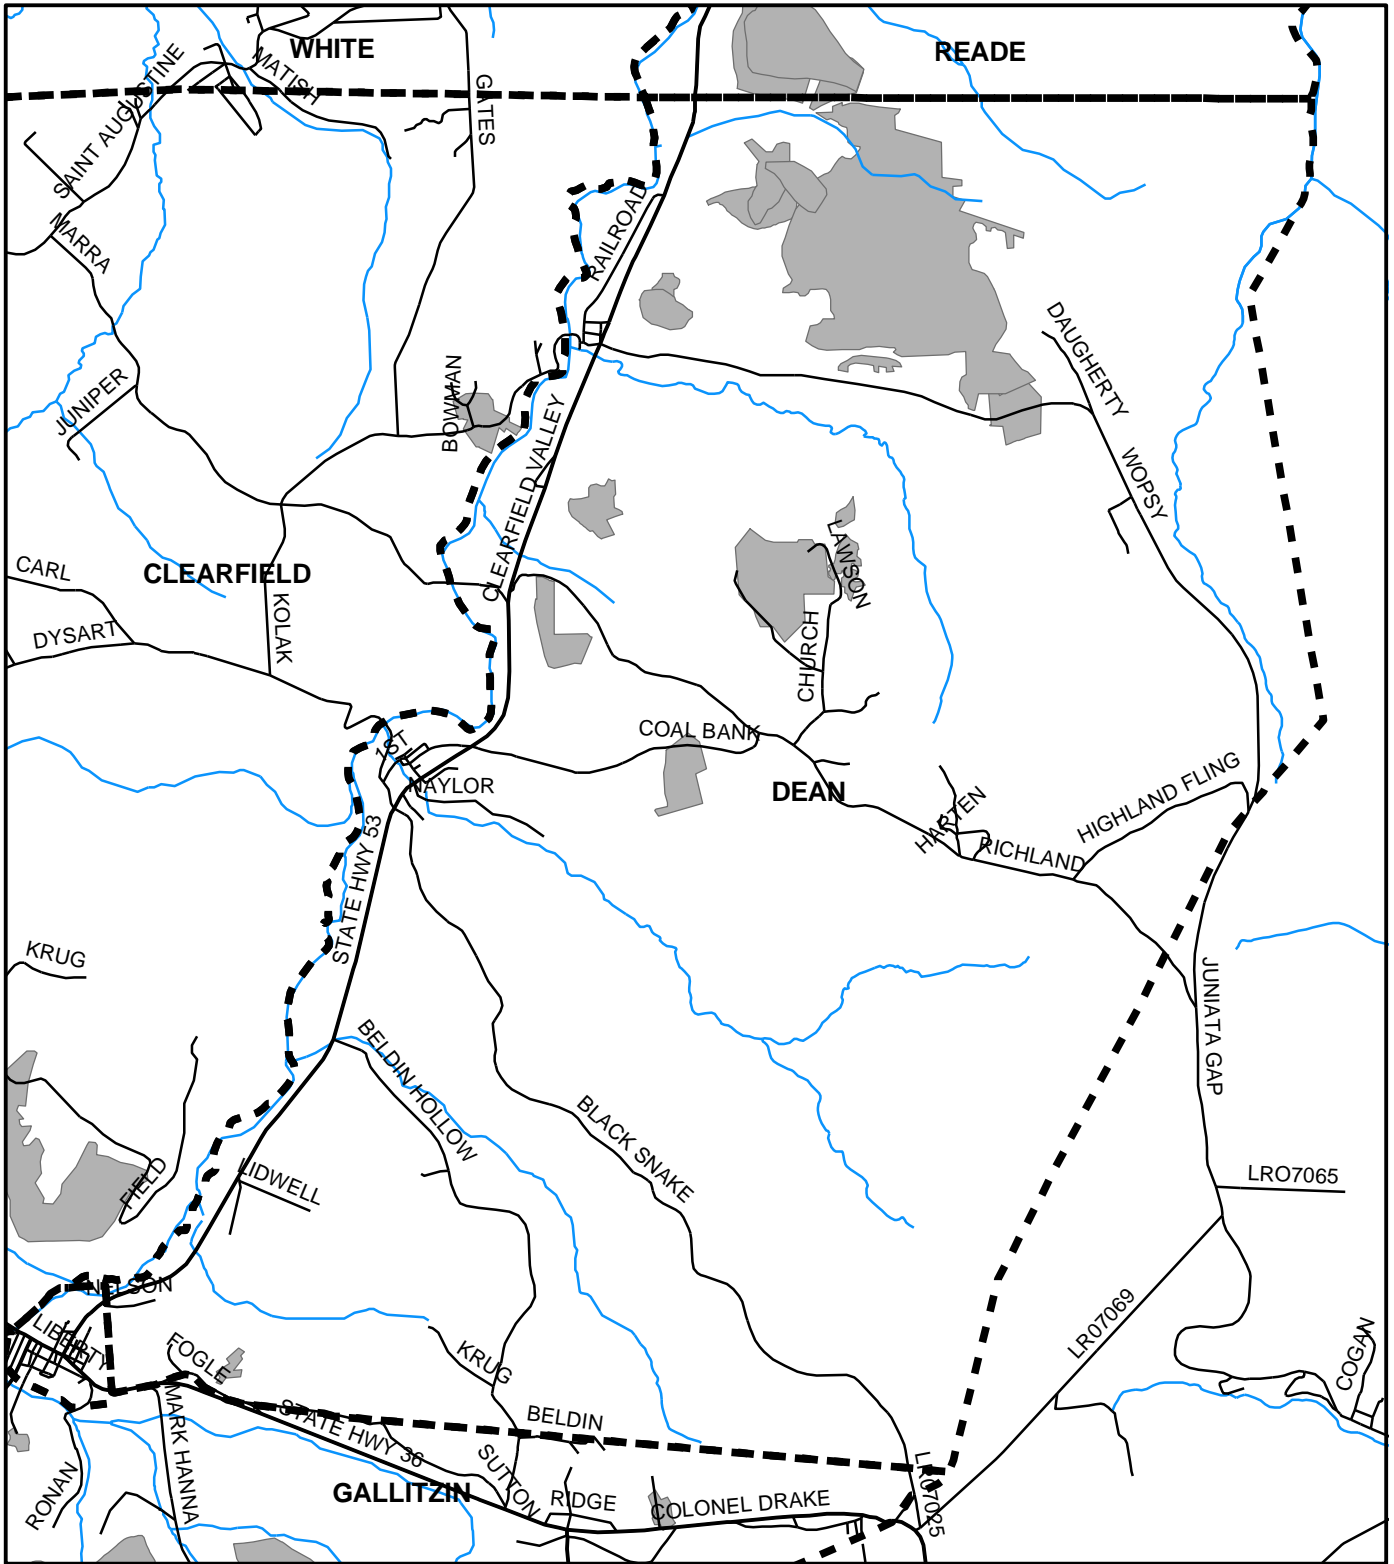 WHITE
READE
MATISH
SAINT AUGUSTINE
GATES
MARRA
RAILROAD
DAUGHERTY
JUNIPER
BOWMAN
CLEARFIELD VALLEY
WOPSY
CARL
CLEARFIELD
LAWSON
DYSART
KOLAK
CHURCH
COAL BANK
1ST
NAYLOR
DEAN
HIGHLAND FLING
HARTEN
RICHLAND
STATE HWY 53
KRUG
JUNIATA GAP
BELDIN HOLLOW
BLACK SNAKE
FIELD
LIDWELL
LRO7065
NELSON
LIBERTY
FOGLE
KRUG
LR07069
COGAN
MARK HANNA
STATE HWY 36
BELDIN
SUTTON
RONAN
GALLITZIN
RIDGE
COLONEL DRAKE
LR07025